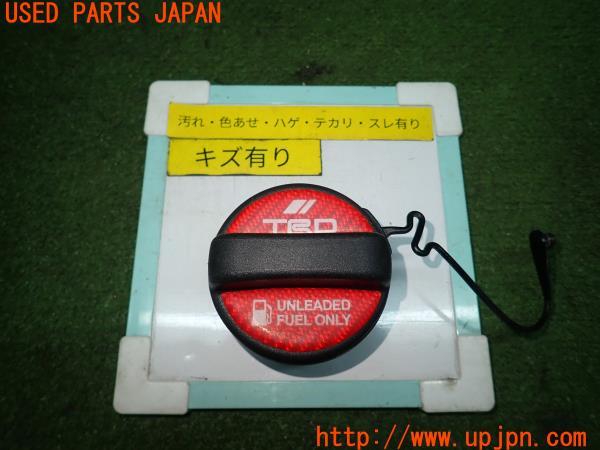 USED PARTS JAPAN
汚れ・色あせ・ハゲ・テカリ・スレ有り
キズ有り
TRD
UNLEADED
FUEL ONLY
http://www.upjpn.com